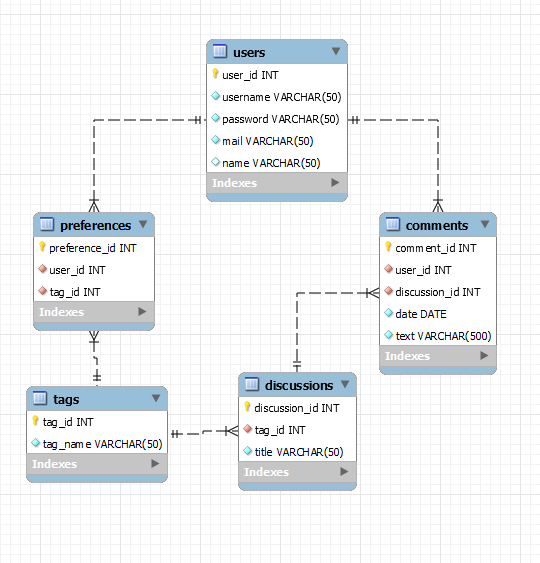 users
user_id INT
username VARCHAR(50)
password VARCHAR(50)
mail VARCHAR(50)
name VARCHAR(50)
Indexes
preferences
preference_id INT
user_id INT
tag_id INT
Indexes
comments
comment_id INT
user_id INT
discussion_id INT
date DATE
text VARCHAR(500)
Indexes
tags
tag_id INT
tag_name VARCHAR(50)
Indexes
discussions
discussion_id INT
tag_id INT
title VARCHAR(50)
Indexes